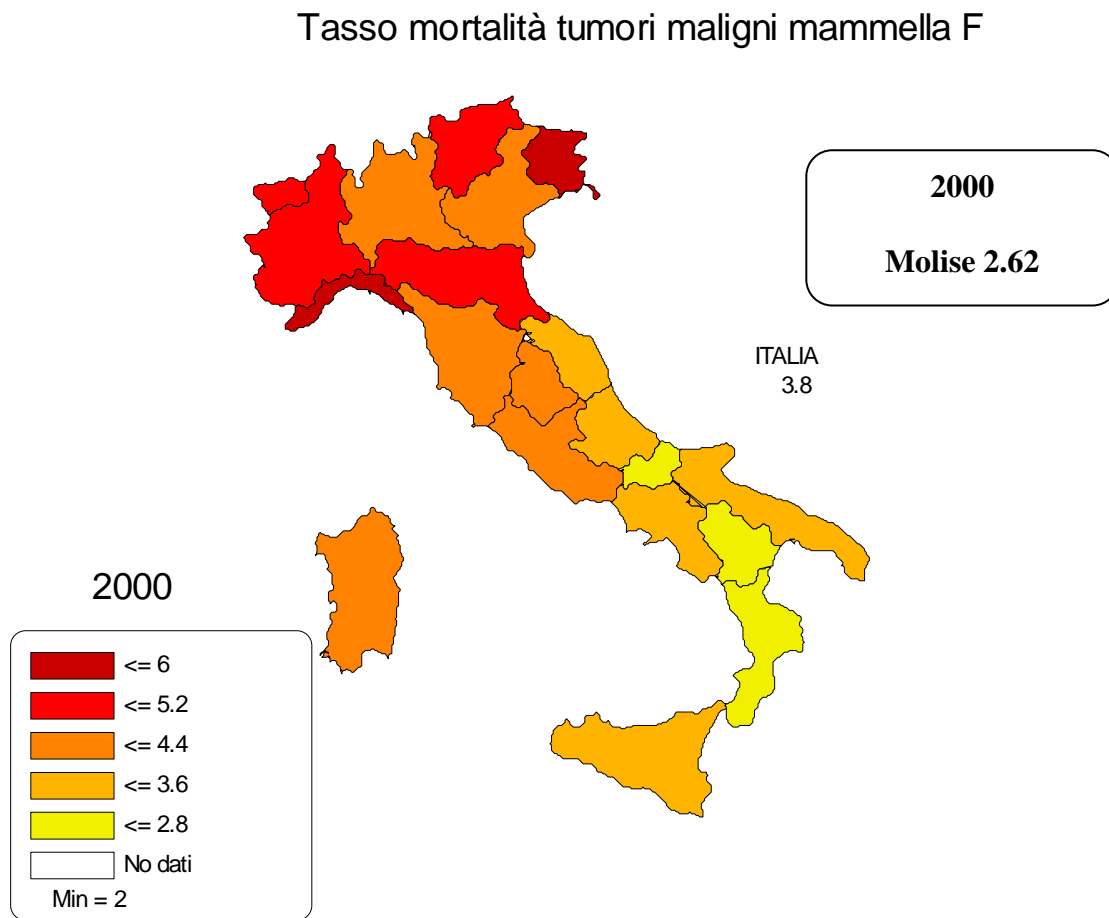 Tasso mortalità tumori maligni mammella F
2000
Molise 2.62
ITALIA
3.8
2000
<= 6
<= 5.2
<= 4.4
<= 3.6
<= 2.8
No dati
Min = 2